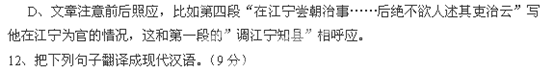 D、文章注意前后照应，比如第四段“在江宁尝朝治事……后绝不欲人述其吏治云”写
他在江宁为官的情况，这和第一段的”调江宁知县”相呼应。
12、把下列句子翻译成现代汉语。（9 分）